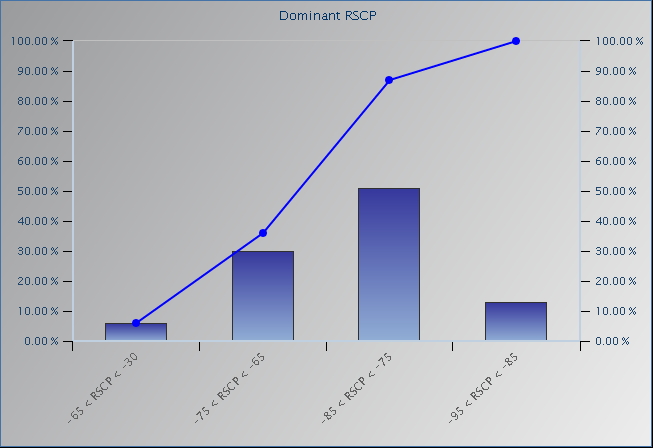 Dominant RSCP
100.00 % 100.00 %
90.00 % 90.00 %
80.00 % 80.00 %
70.00 % 70.00 %
60.00 % 60.00 %
50.00 % 50.00 %
40.00 % 40.00 %
30.00 % 30.00 %
20.00 % 20.00 %
10.00 % 10.00 %
0.00 % 0.00 %
-65 < RSCP < -30
-75 < RSCP < -65
-85 < RSCP < -75
-95 < RSCP < -85